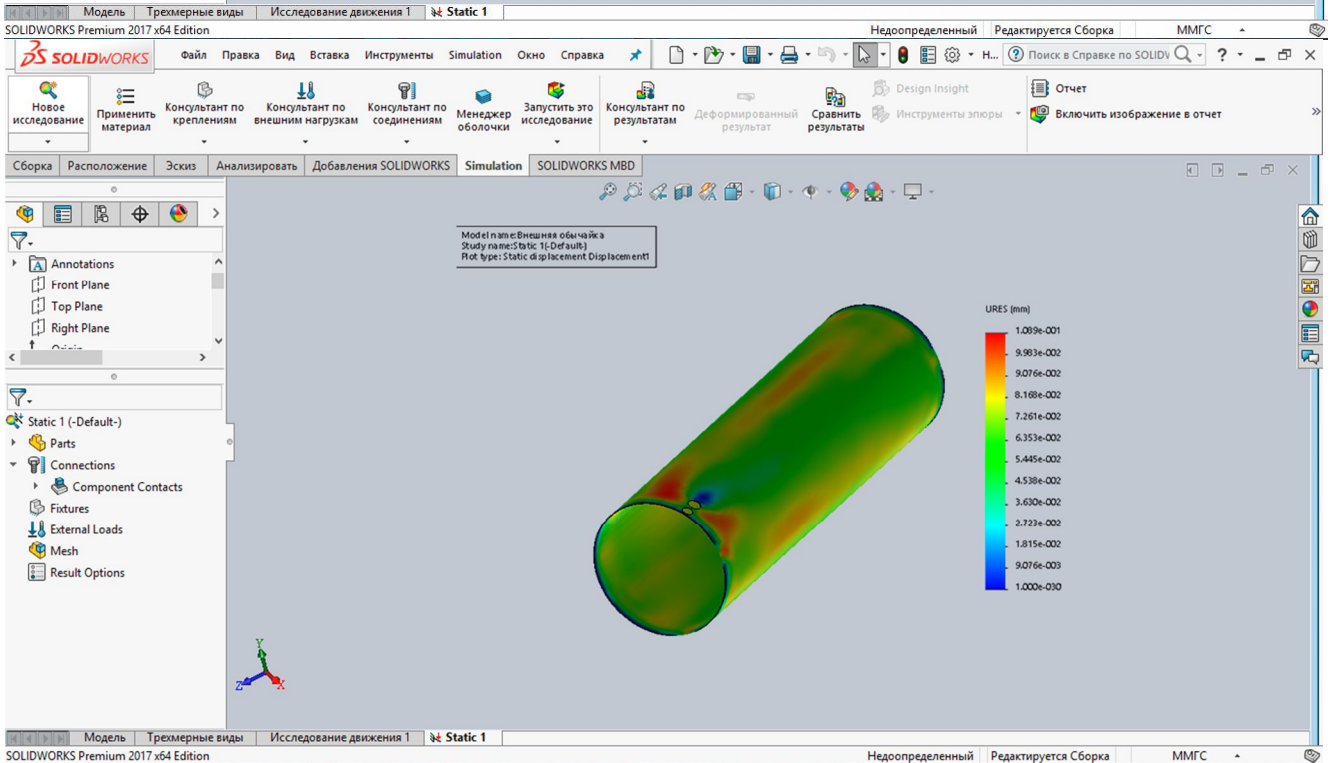 Модель Трехмерные виды Исследование движения 1 Static 1
SOLIDWORKS Premium 2017 x64 Edition Недоопределенный Редактируется Сборка ММГС
SOLIDWORKS Файл Правка Вид Вставка Инструменты Simulation Окно Справка Н... Поиск в Справке по SOLIDV ?
Новое исследование
Применить материал
Консультант по креплениям
Консультант по внешним нагрузкам
Консультант по соединениям
Менеджер оболочки
Запустить это исследование
Консультант по результатам
Деформированный результат
Сравнить результаты
Design Insight
Инструменты эпюры
Отчет
Включить изображение в отчет
Сборка Расположение Эскиз Анализировать Добавления SOLIDWORKS Simulation SOLIDWORKS MBD
Annotations
Front Plane
Top Plane
Right Plane
Origin
Static 1 (-Default-)
Parts
Connections
Component Contacts
Fixtures
External Loads
Mesh
Result Options
Model name:Внешняя обычайка
Study name:Static 1(-Default-)
Plot type: Static displacement Displacement1
URES (mm)
1.089e-001
9.983e-002
9.076e-002
8.168e-002
7.261e-002
6.353e-002
5.445e-002
4.538e-002
3.630e-002
2.723e-002
1.815e-002
9.076e-003
1.000e-030
Y
Z
X
Модель Трехмерные виды Исследование движения 1 Static 1
SOLIDWORKS Premium 2017 x64 Edition Недоопределенный Редактируется Сборка ММГС